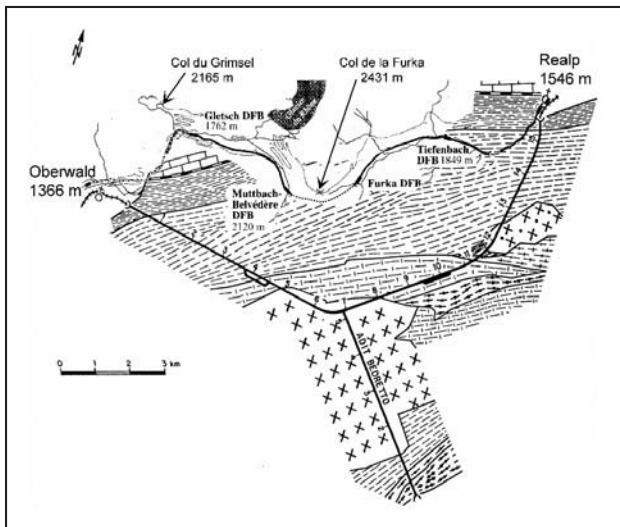 Col du Grimsel
2165 m
Col de la Furka
2431 m
Realp
1546 m
Gletsch DFB
1762 m
Tiefenbach
DFB 1849 m
Oberwald
1366 m
Furka DFB
Muttbach-
Belvédère
DFB
2120 m
ADIT BEDRETTO
0 1 2 3 km